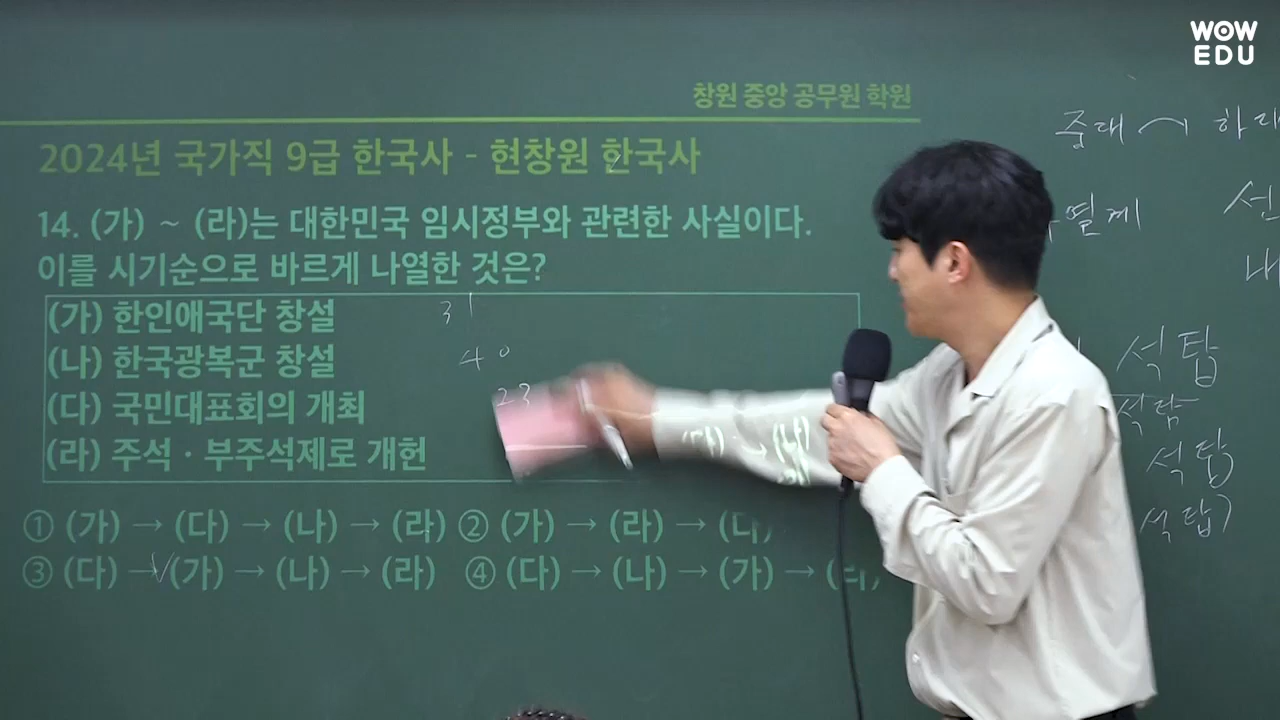 WOW
EDU
창원 중앙 공무원 학원
2024년 국가직 9급 한국사 - 현창원 한국사
14. (가) ~ (라)는 대한민국 임시정부와 관련한 사실이다.
이를 시기순으로 바르게 나열한 것은?
(가) 한인애국단 창설 31
(나) 한국광복군 창설 40
(다) 국민대표회의 개최 23
(라) 주석 · 부주석제로 개헌
① (가) → (다) → (나) → (라) ② (가) → (라) → (다)
③ (다) → (가) → (나) → (라) ④ (다) → (나) → (가) → (라)
중대
석탑
석탑
석탑)